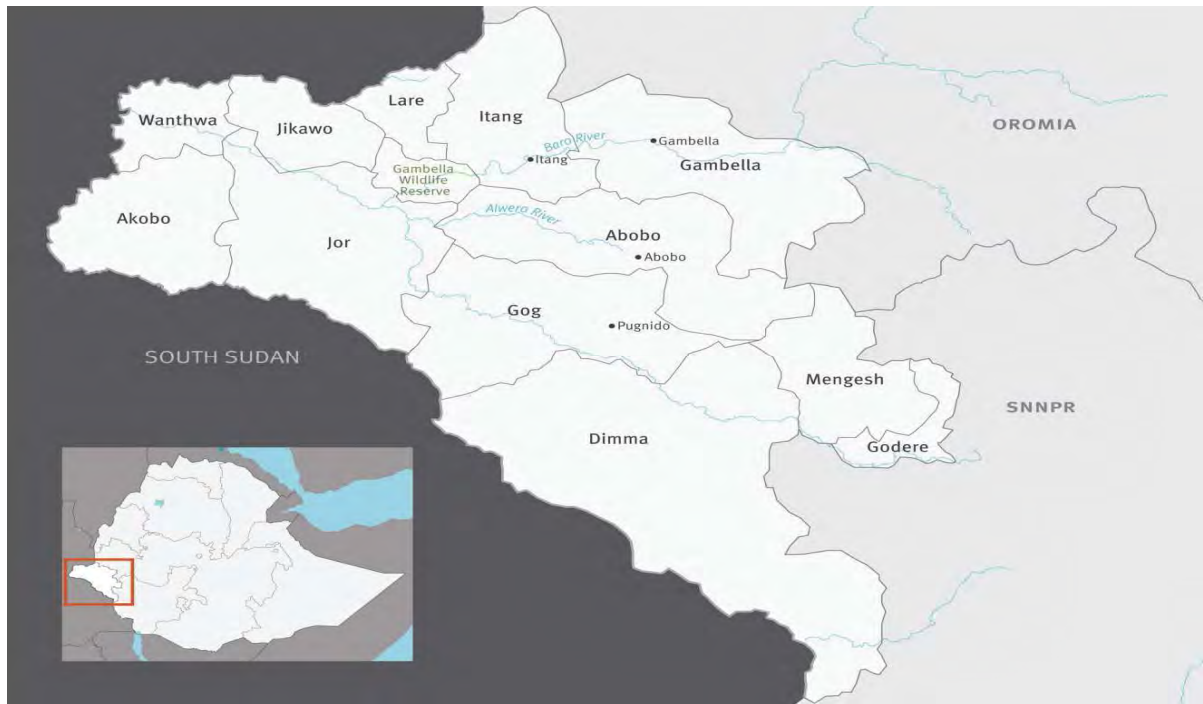 Lare
Itang
Wanthwa
Jikawo
OROMIA
Baro River
Gambella
Itang
Gambella
Gambella
Wildlife
Reserve
Akobo
Alwero River
Jor
Abobo
Abobo
Gog
Pugnido
SOUTH SUDAN
Mengesh
SNNPR
Dimma
Godere